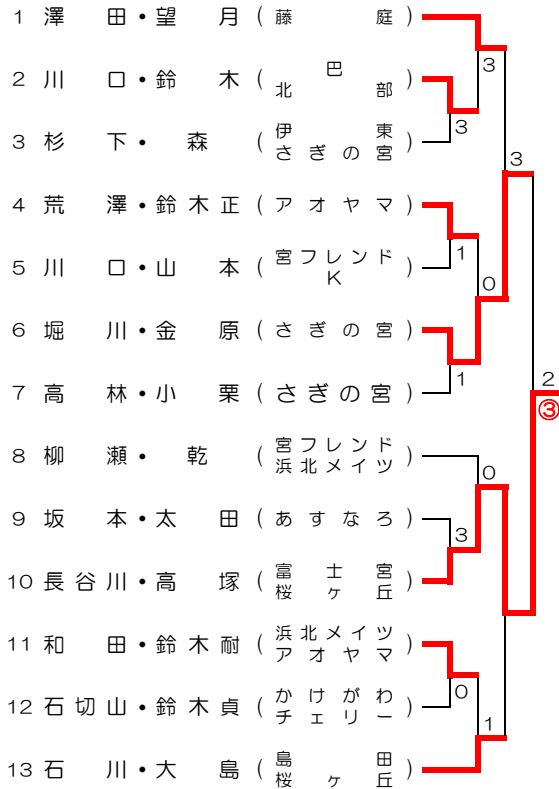 1 澤田・望月 (藤庭)
3
2 川口・鈴木 (巴 北部)
3
3 杉下・森 (伊東 さぎの宮)
3
4 荒澤・鈴木正 (アオヤマ)
1
5 川口・山本 (宮フレンドK)
0
6 堀川・金原 (さぎの宮)
1
7 高林・小栗 (さぎの宮)
2
③
8 柳瀬・乾 (宮フレンド 浜北メイツ)
0
9 坂本・太田 (あすなろ)
3
10 長谷川・高塚 (富士宮 桜ヶ丘)
11 和田・鈴木耐 (浜北メイツ アオヤマ)
0
12 石切山・鈴木貞 (かけがわ チェリー)
1
13 石川・大島 (島田 桜ヶ丘)